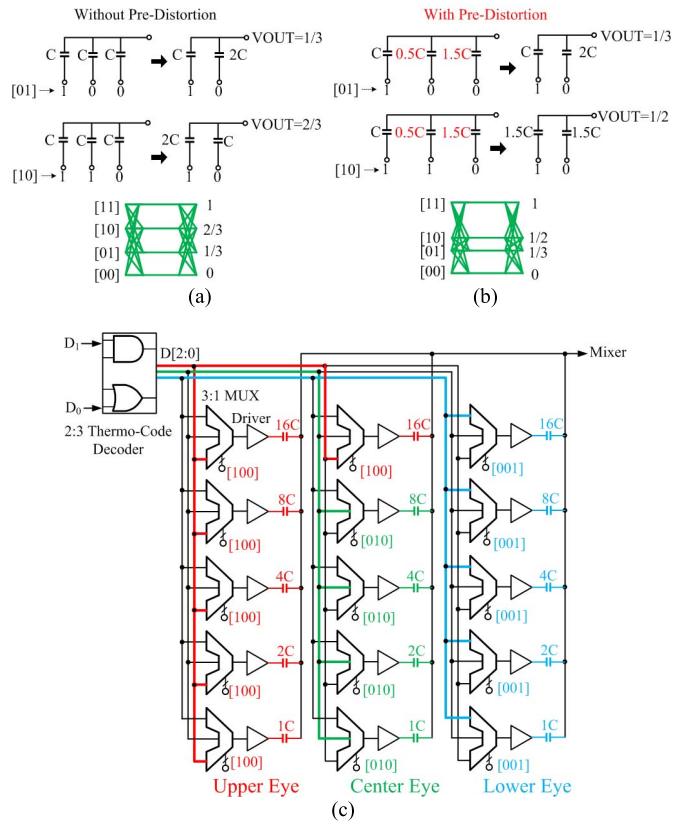 Without Pre-Distortion
C C C C 2C VOUT=1/3
[01] 1 0 0 1 0
C C C 2C C VOUT=2/3
[10] 1 1 0 1 0
[11] 1
[10] 2/3
[01] 1/3
[00] 0
(a)
With Pre-Distortion
C 0.5C 1.5C C 2C VOUT=1/3
[01] 1 0 0 1 0
C 0.5C 1.5C 1.5C 1.5C VOUT=1/2
[10] 1 1 0 1 0
[11] 1
[10] 1/2
[01] 1/3
[00] 0
(b)
D1 D[2:0] Mixer
D0
2:3 Thermo-Code
Decoder
3:1 MUX
Driver
16C 16C 16C
[100] [100] [001]
8C 8C 8C
[100] [010] [001]
4C 4C 4C
[100] [010] [001]
2C 2C 2C
[100] [010] [001]
1C 1C 1C
[100] [010] [001]
Upper Eye Center Eye Lower Eye
(c)